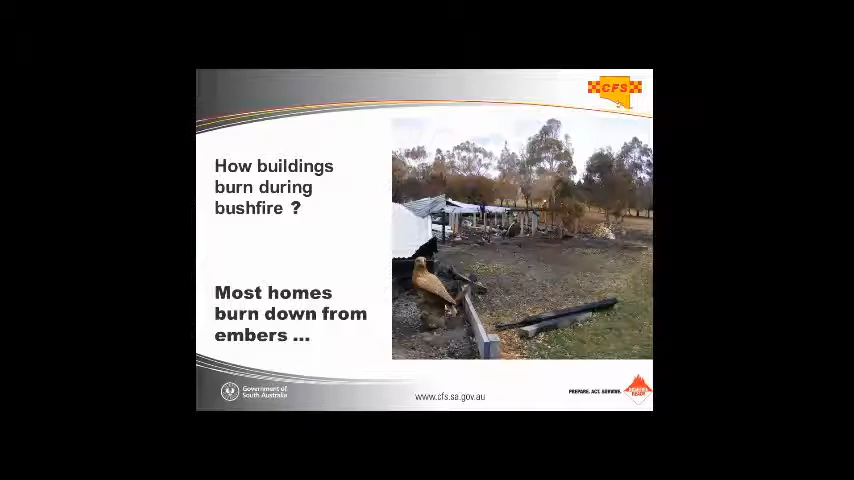 CFS
How buildings
burn during
bushfire ?
Most homes
burn down from
embers ...
Government of
South Australia
www.cfs.sa.gov.au
PREPARE. ACT. SURVIVE.